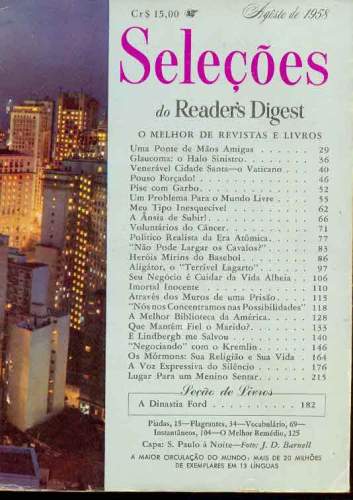 Cr$ 15,00
Agosto de 1958
Seleções
do Reader's Digest
O MELHOR DE REVISTAS E LIVROS
Uma Ponte de Mãos Amigas . . . . . 29
Glaucoma: o Halo Sinistro . . . . . . 36
Venerável Cidade Santa—o Vaticano . . 40
Pouso Forçado! . . . . . . . . . 46
Pise com Garbo . . . . . . . . . 52
Um Problema Para o Mundo Livre . . . 53
Meu Tipo Inesquecível . . . . . . . 62
A Ânsia de Subir! . . . . . . . . 66
Voluntários do Câncer . . . . . . . 71
Político Realista da Era Atômica . . . . 77
"Não Pode Largar os Cavalos?" . . . . 83
Heróis Mirins do Basebol . . . . . . 86
Aligátor, o "Terrível Lagarto" . . . . . 97
Seu Negócio É Cuidar da Vida Alheia . . 106
Imortal Inocente . . . . . . . . . 110
Através dos Muros de uma Prisão . . . . 113
"Nós nos Concentramos nas Possibilidades" 118
A Melhor Biblioteca da América . . . . 128
Que Mantém Fiel o Marido? . . . . . 133
E Lindbergh me Salvou . . . . . . . 140
"Negociando" com o Kremlin . . . . . 146
Os Mórmons: Sua Religião e Sua Vida . . 164
A Voz Expressiva do Silêncio . . . . . 176
Lugar Para um Menino Sentar . . . . . 215
Seção de Livros
A Dinastia Ford . . . . . . . . 182
Piadas, 15—Flagrantes, 34—Vocabulário, 69—
Instantâneos, 104—O Melhor Remédio, 125
Capa: S. Paulo à Noite—Foto: J. D. Barnell
A MAIOR CIRCULAÇÃO DO MUNDO: MAIS DE 20 MILHÕES
DE EXEMPLARES EM 13 LÍNGUAS